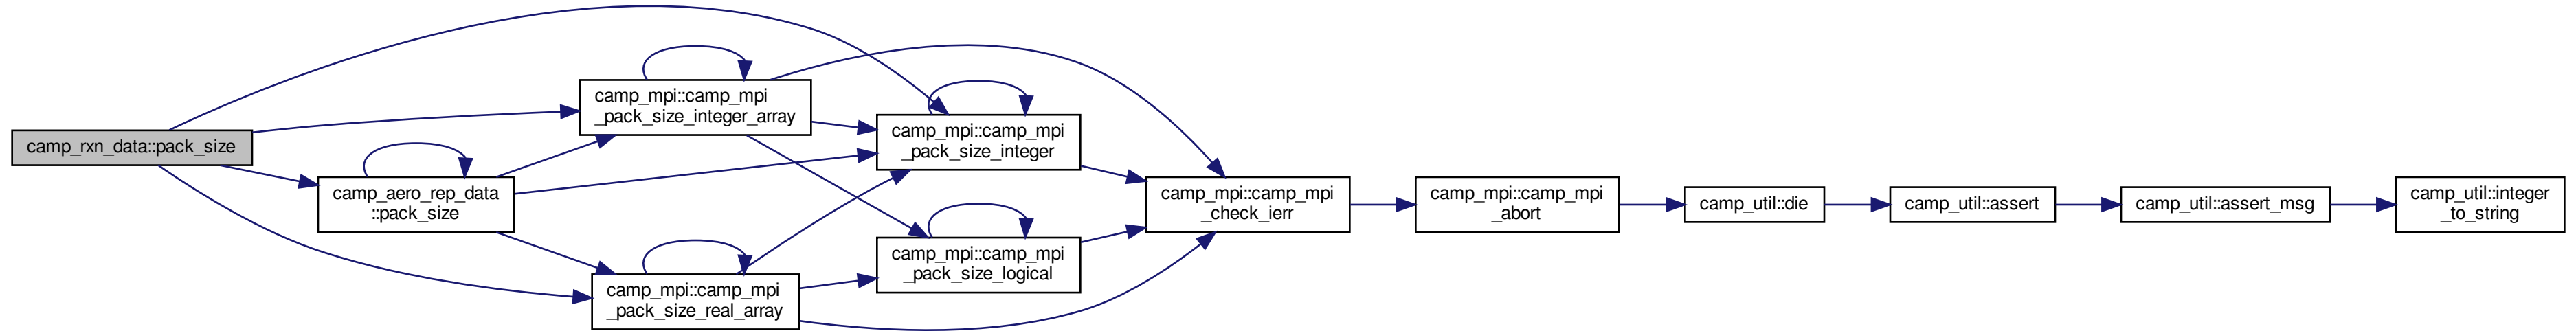 camp_rxn_data::pack_size
camp_aero_rep_data
::pack_size
camp_mpi::camp_mpi
_pack_size_integer_array
camp_mpi::camp_mpi
_pack_size_real_array
camp_mpi::camp_mpi
_pack_size_integer
camp_mpi::camp_mpi
_pack_size_logical
camp_mpi::camp_mpi
_check_ierr
camp_mpi::camp_mpi
_abort
camp_util::die
camp_util::assert
camp_util::assert_msg
camp_util::integer
_to_string